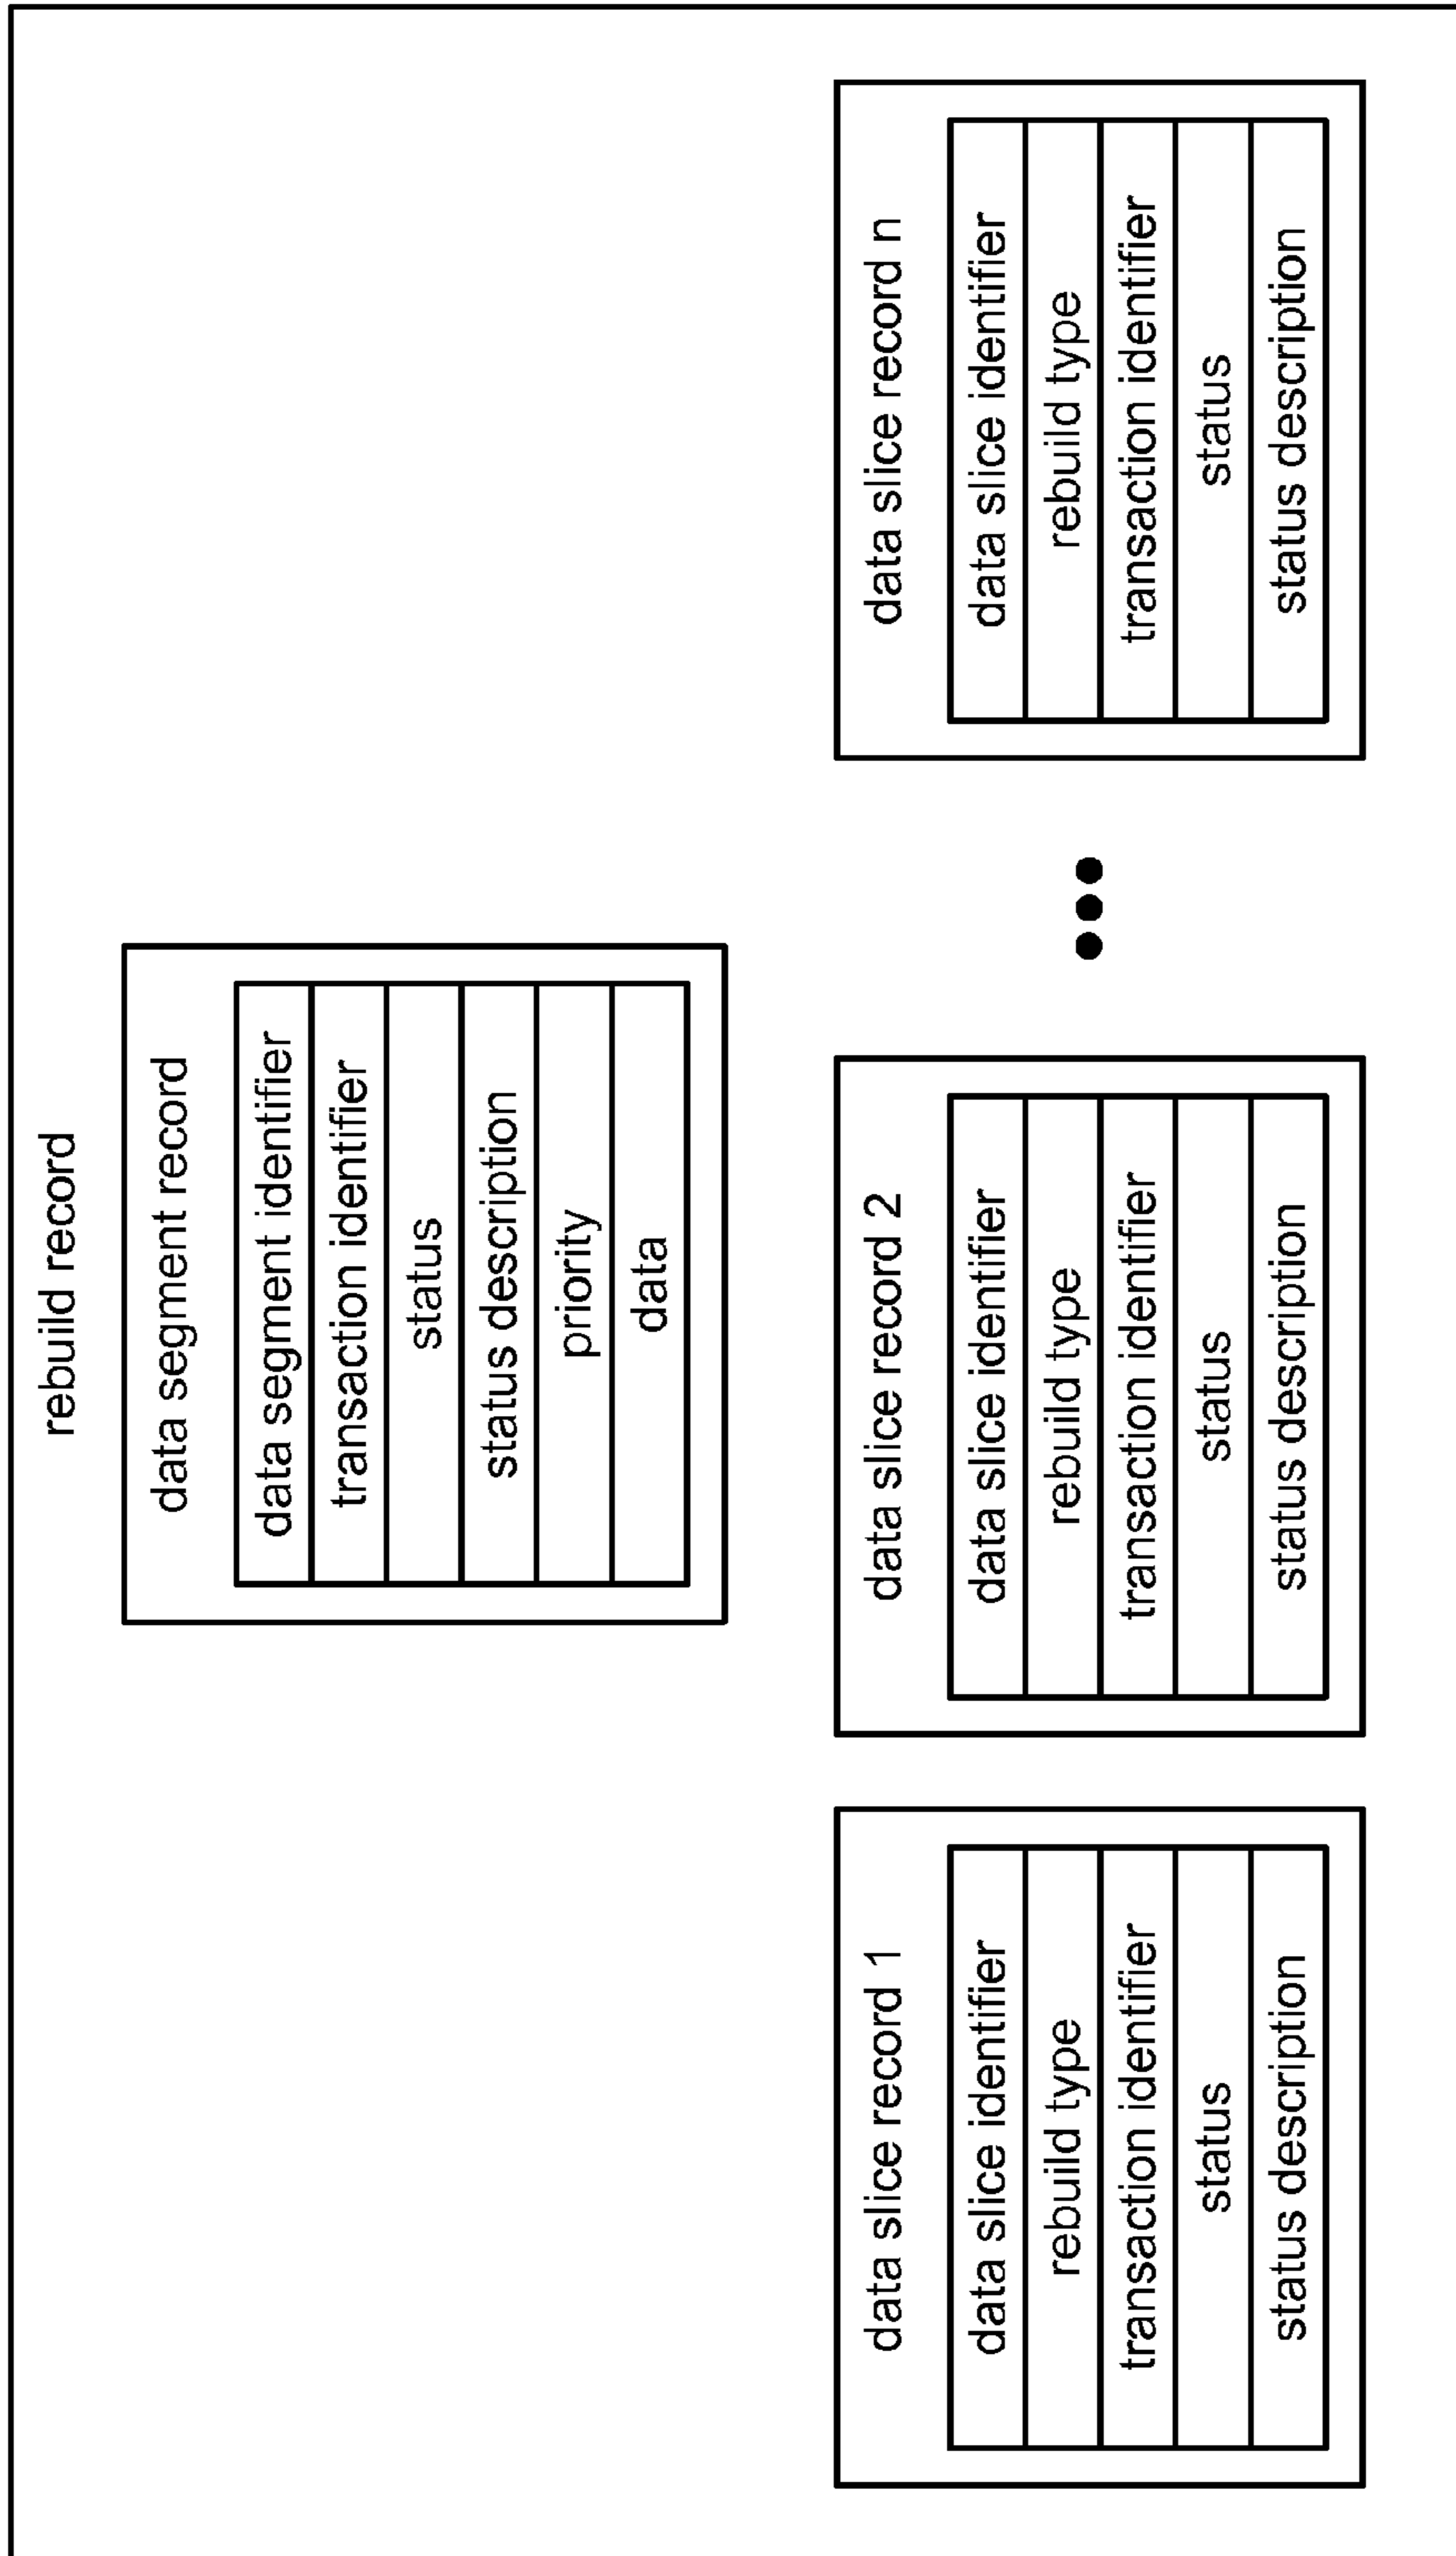 rebuild record
data segment record
data segment identifier
transaction identifier
status
status description
priority
data
data slice record 1
data slice identifier
rebuild type
transaction identifier
status
status description
data slice record 2
data slice identifier
rebuild type
transaction identifier
status
status description
data slice record n
data slice identifier
rebuild type
transaction identifier
status
status description